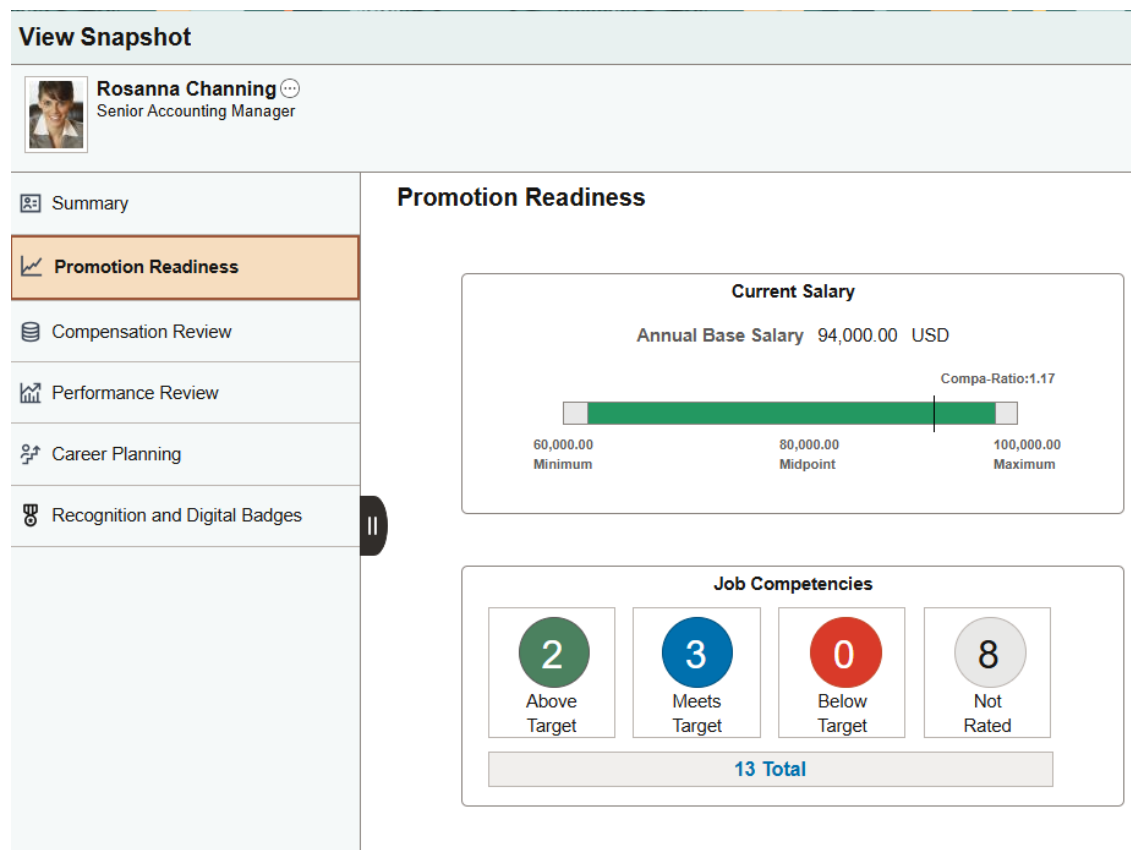 View Snapshot
Rosanna Channing
Senior Accounting Manager
Summary
Promotion Readiness
Compensation Review
Performance Review
Career Planning
Recognition and Digital Badges
Promotion Readiness
Current Salary
Annual Base Salary 94,000.00 USD
Compa-Ratio:1.17
60,000.00 80,000.00 100,000.00
Minimum Midpoint Maximum
Job Competencies
2 3 0 8
Above Meets Below Not
Target Target Target Rated
13 Total